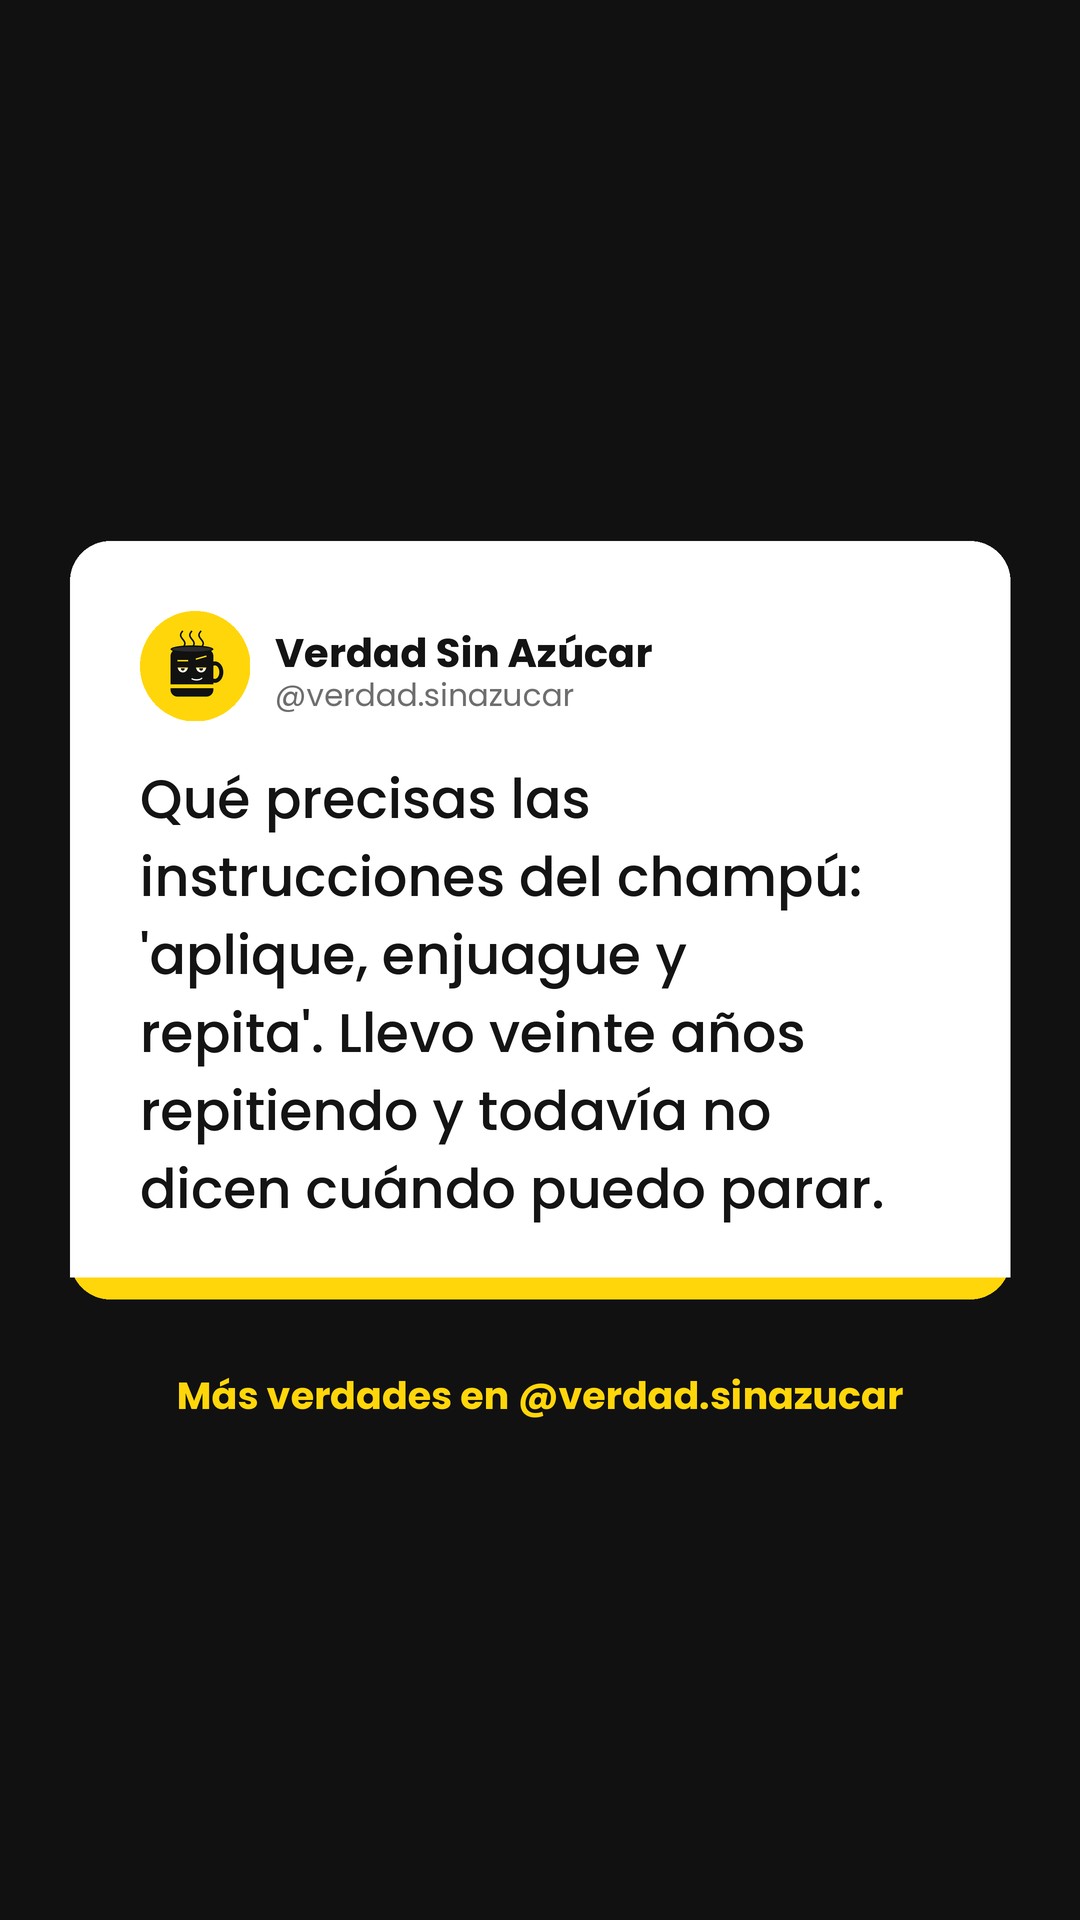 Verdad Sin Azúcar
@verdad.sinazucar
Qué precisas las
instrucciones del champú:
'aplique, enjuague y
repita'. Llevo veinte años
repitiendo y todavía no
dicen cuándo puedo parar.
Más verdades en @verdad.sinazucar